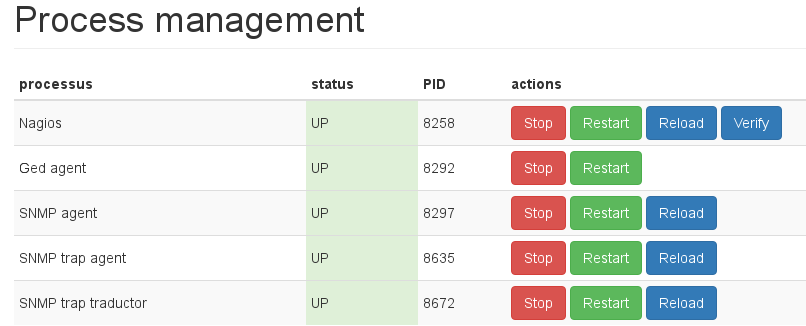 Process management
processus status PID actions
Nagios UP 8258 Stop Restart Reload Verify
Ged agent UP 8292 Stop Restart
SNMP agent UP 8297 Stop Restart Reload
SNMP trap agent UP 8635 Stop Restart Reload
SNMP trap traductor UP 8672 Stop Restart Reload